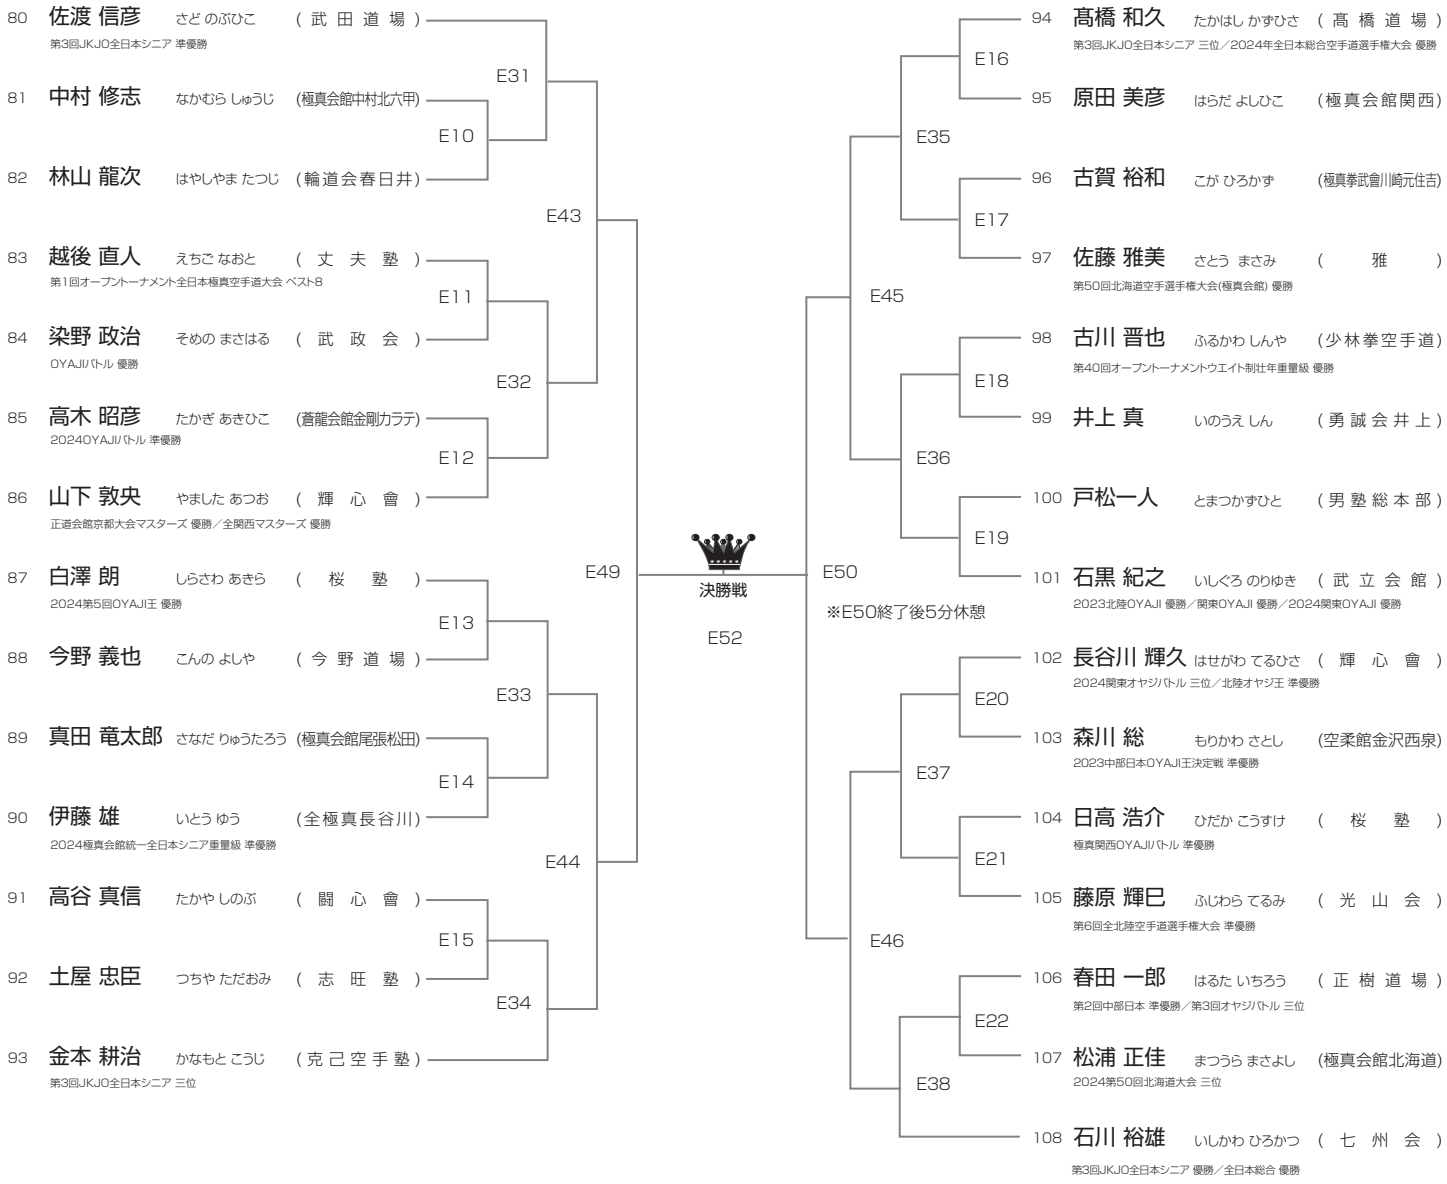 80 佐渡 信彦 さど のぶひこ (武田道場)
第3回JKJO全日本シニア 準優勝
E31
81 中村 修志 なかむら しゅうじ (極真会館中村北六甲)
E10
82 林山 龍次 はやしやま たつじ (輪道会春日井)
E43
83 越後 直人 えちご なおと (丈夫塾)
第1回オープントーナメント全日本極真空手道大会 ベスト8
E11
84 染野 政治 そめの まさはる (武政会)
OYAJIバトル 優勝
E32
85 高木 昭彦 たかぎ あきひこ (蒼龍会館金剛カラテ)
2024OYAJIバトル 準優勝
E12
86 山下 敦央 やました あつお (輝心會)
正道会館京都大会マスターズ 優勝／全関西マスターズ 優勝
E49
87 白澤 朗 しらさわ あきら (桜塾)
2024第5回OYAJI王 優勝
E13
88 今野 義也 こんの よしや (今野道場)
E33
89 真田 竜太郎 さなだ りゅうたろう (極真会館尾張松田)
E14
90 伊藤 雄 いとう ゆう (全極真長谷川)
2024極真会館統一全日本シニア重量級 準優勝
E44
91 高谷 真信 たかや しのぶ (闘心會)
E15
92 土屋 忠臣 つちや ただおみ (志旺塾)
E34
93 金本 耕治 かなもと こうじ (克己空手塾)
第3回JKJO全日本シニア 三位
決勝戦
E52
94 髙橋 和久 たかはし かずひさ (髙橋道場)
第3回JKJO全日本シニア 三位／2024年全日本総合空手道選手権大会 優勝
E16
95 原田 美彦 はらだ よしひこ (極真会館関西)
E35
96 古賀 裕和 こが ひろかず (極真拳武會川崎元住吉)
E17
97 佐藤 雅美 さとう まさみ (雅)
第50回北海道空手選手権大会(極真会館) 優勝
E45
98 古川 晋也 ふるかわ しんや (少林拳空手道)
第40回オープントーナメントウエイト制壮年重量級 優勝
E18
99 井上 真 いのうえ しん (勇誠会井上)
E36
100 戸松一人 とまつかずひと (男塾総本部)
E19
101 石黒 紀之 いしぐろ のりゆき (武立会館)
2023北陸OYAJI 優勝／関東OYAJI 優勝／2024関東OYAJI 優勝
E50
※E50終了後5分休憩
102 長谷川 輝久 はせがわ てるひさ (輝心會)
2024関東オヤジバトル 三位／北陸オヤジ王 準優勝
E20
103 森川 総 もりかわ さとし (空柔館金沢西泉)
2023中部日本OYAJI王決定戦 準優勝
E37
104 日高 浩介 ひだか こうすけ (桜塾)
極真関西OYAJIバトル 準優勝
E21
105 藤原 輝巳 ふじわら てるみ (光山会)
第6回全北陸空手道選手権大会 準優勝
E46
106 春田 一郎 はるた いちろう (正樹道場)
第2回中部日本 準優勝／第3回オヤジバトル 三位
E22
107 松浦 正佳 まつうら まさよし (極真会館北海道)
2024第50回北海道大会 三位
E38
108 石川 裕雄 いしかわ ひろかつ (七州会)
第3回JKJO全日本シニア 優勝／全日本総合 優勝